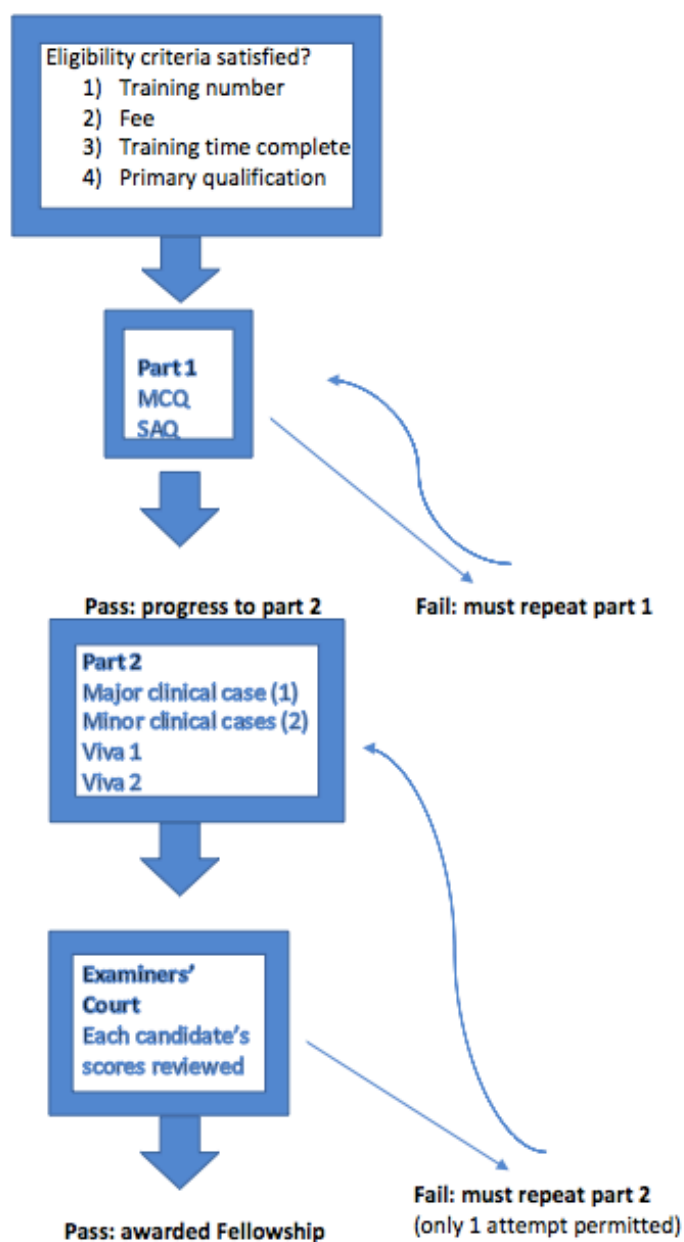 Eligibility criteria satisfied?
1) Training number
2) Fee
3) Training time complete
4) Primary qualification
Part 1
MCQ
SAQ
Pass: progress to part 2
Fail: must repeat part 1
Part 2
Major clinical case (1)
Minor clinical cases (2)
Viva 1
Viva 2
Examiners’
Court
Each candidate’s
scores reviewed
Fail: must repeat part 2
(only 1 attempt permitted)
Pass: awarded Fellowship